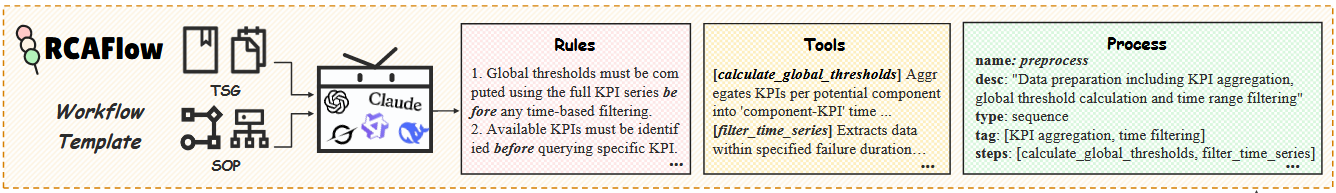 RCAFlow
Workflow
Template
TSG
SOP
Claude
Rules
1. Global thresholds must be com
puted using the full KPI series be
fore any time-based filtering.
2. Available KPIs must be identif
ied before querying specific KPI.
...
Tools
[calculate_global_thresholds] Aggr
egates KPIs per potential component
into 'component-KPI' time ...
[filter_time_series] Extracts data
within specified failure duration...
...
Process
name: preprocess
desc: "Data preparation including KPI aggregation,
global threshold calculation and time range filtering"
type: sequence
tag: [KPI aggregation, time filtering]
steps: [calculate_global_thresholds, filter_time_series]
...